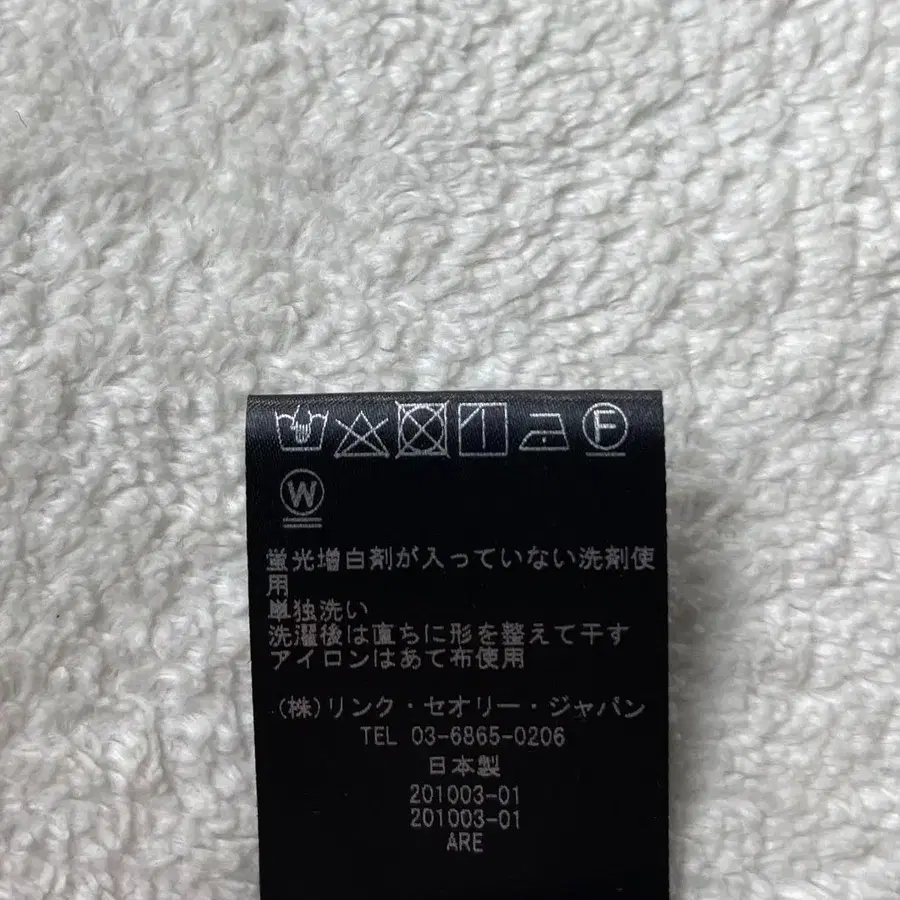 F
W
蛍光増白剤が入っていない洗剤使
用
単独洗い
洗濯後は直ちに形を整えて干す
アイロンはあて布使用
(株)リンク・セオリー・ジャパン
TEL 03-6865-0206
日本製
201003-01
201003-01
ARE